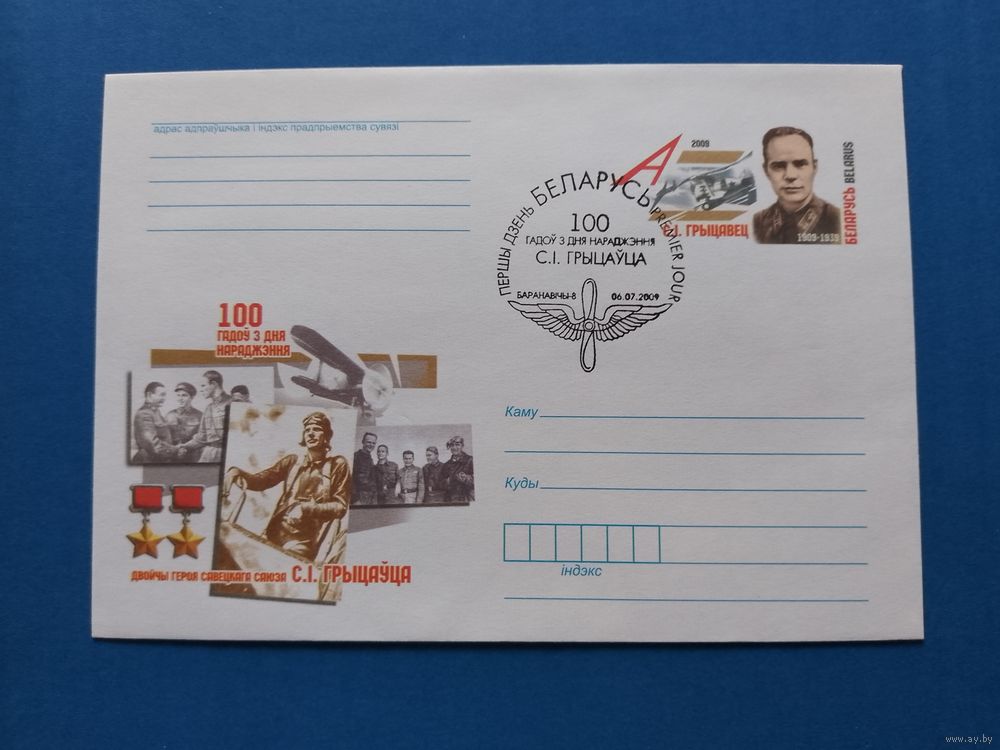 адрас адпраўшчыка і індэкс прадпрыемства сувязі
А
2009
С.І. ГРЫЦАВЕЦ
1909-1939
БЕЛАРУСЬ BELARUS
ПЕРШЫ ДЗЕНЬ БЕЛАРУСЬ PREMIER JOUR
100
ГАДОЎ З ДНЯ НАРАДЖЭННЯ
С.І. ГРЫЦАЎЦА
БАРАНАВІЧЫ-8 06.07.2009
100
ГАДОЎ З ДНЯ
НАРАДЖЭННЯ
ДВОЙЧЫ ГЕРОЯ САВЕЦКАГА САЮЗА С.І. ГРЫЦАЎЦА
Каму
Куды
індэкс
www.ay.by